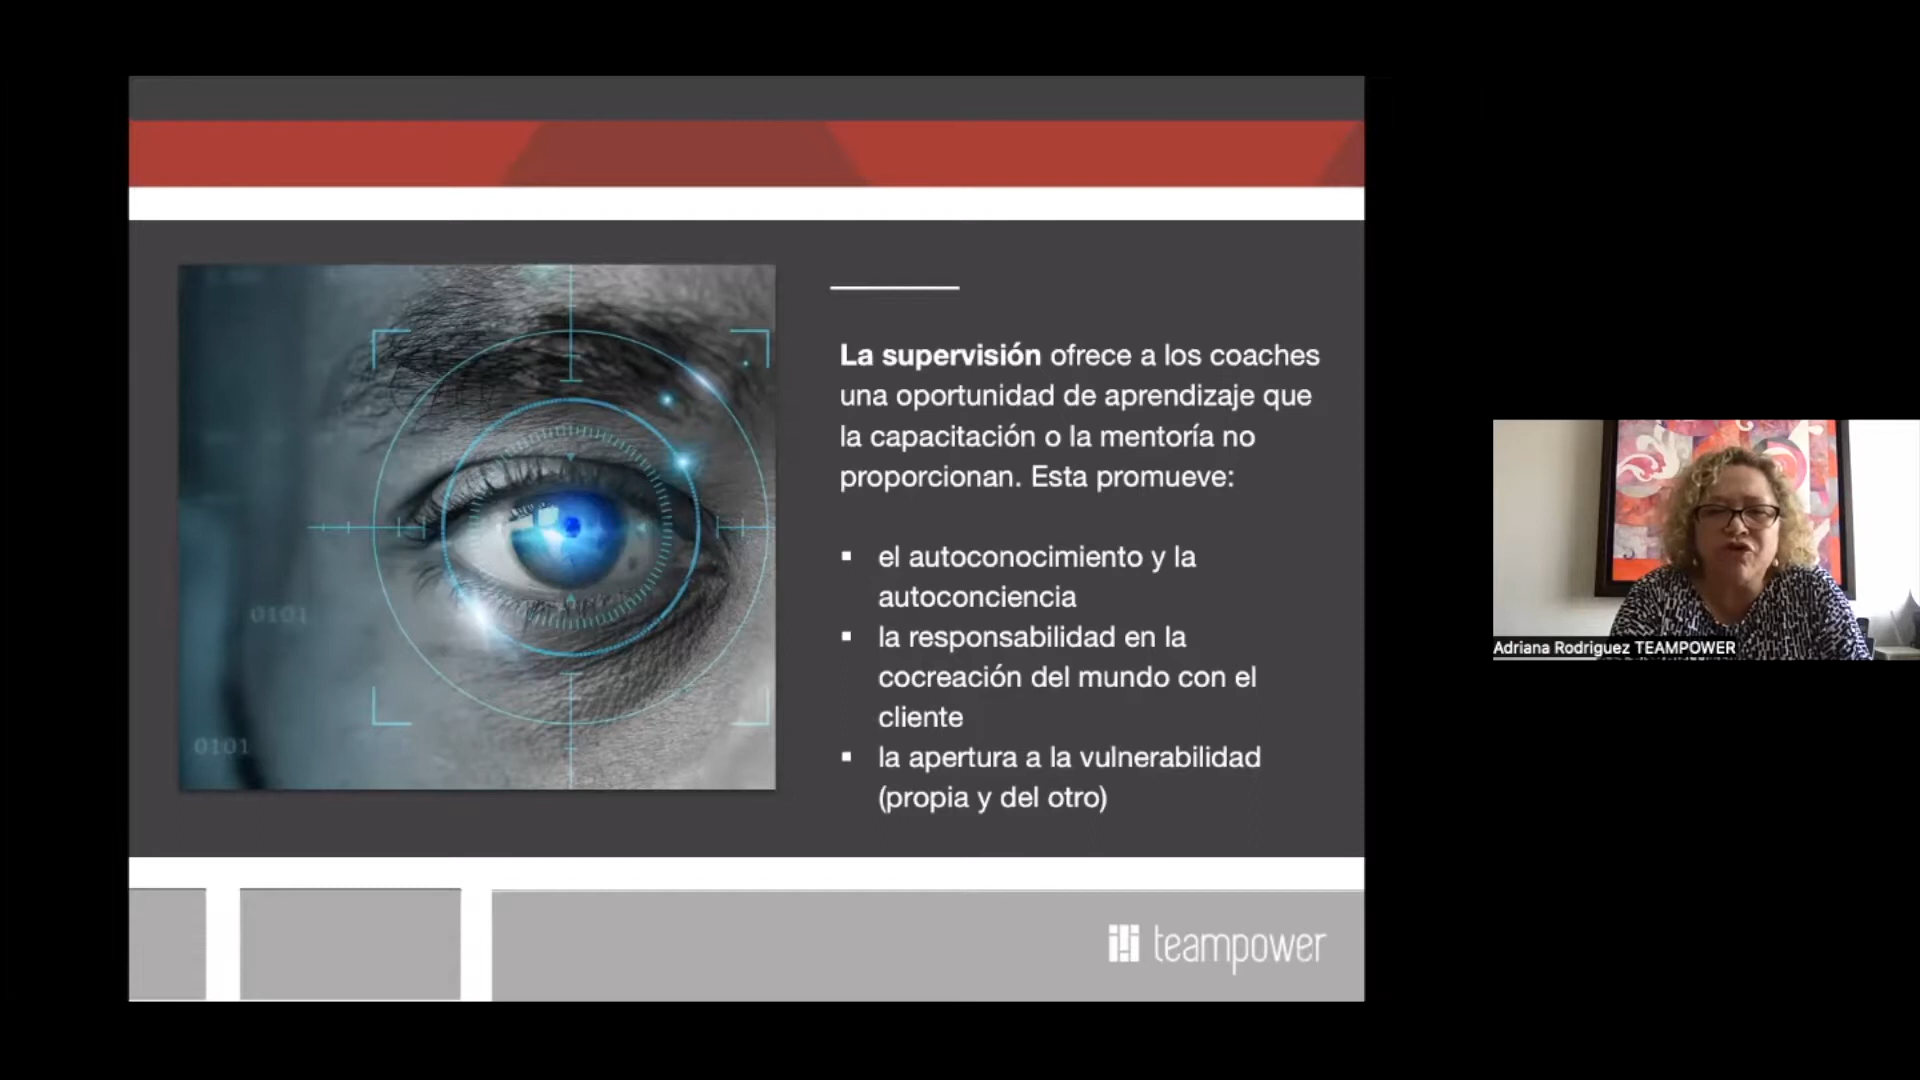 La supervisión ofrece a los coaches
una oportunidad de aprendizaje que
la capacitación o la mentoría no
proporcionan. Esta promueve:
▪ el autoconocimiento y la
autoconciencia
▪ la responsabilidad en la
cocreación del mundo con el
cliente
▪ la apertura a la vulnerabilidad
(propia y del otro)
0101
0101
teampower
Adriana Rodriguez TEAMPOWER